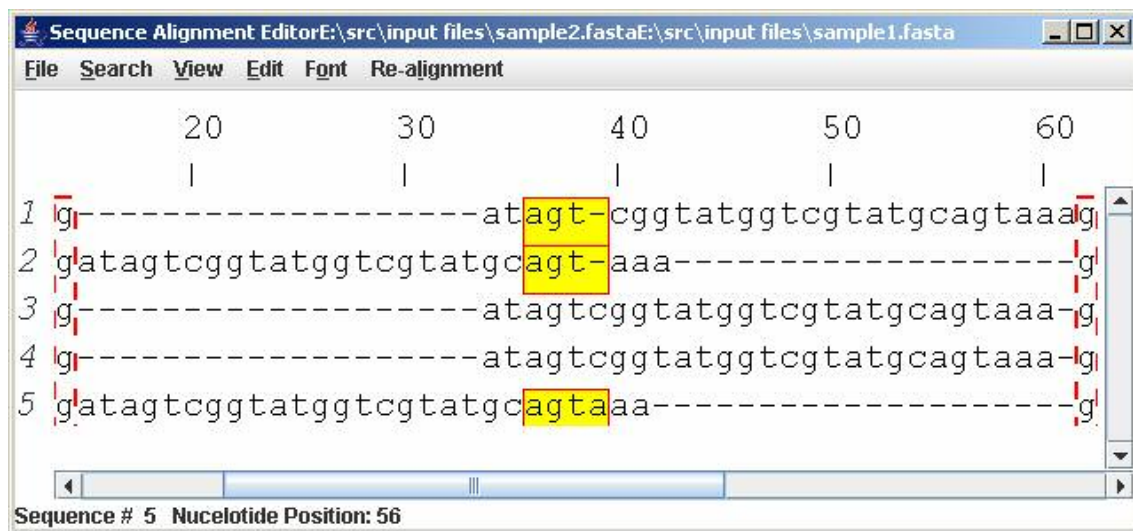 Sequence Alignment EditorE:\src\input files\sample2.fastaE:\src\input files\sample1.fasta
File Search View Edit Font Re-alignment
20 30 40 50 60
1 g-------------------atagt-cggtatggtcgtatgcagtaaag
2 gatagtcggtatggtcgtatgcagt-aaa-------------------g
3 g-------------------atagtcggtatggtcgtatgcagtaaa-g
4 g-------------------atagtcggtatggtcgtatgcagtaaa-g
5 gatagtcggtatggtcgtatgcagtaaa--------------------g
Sequence # 5 Nucelotide Position: 56